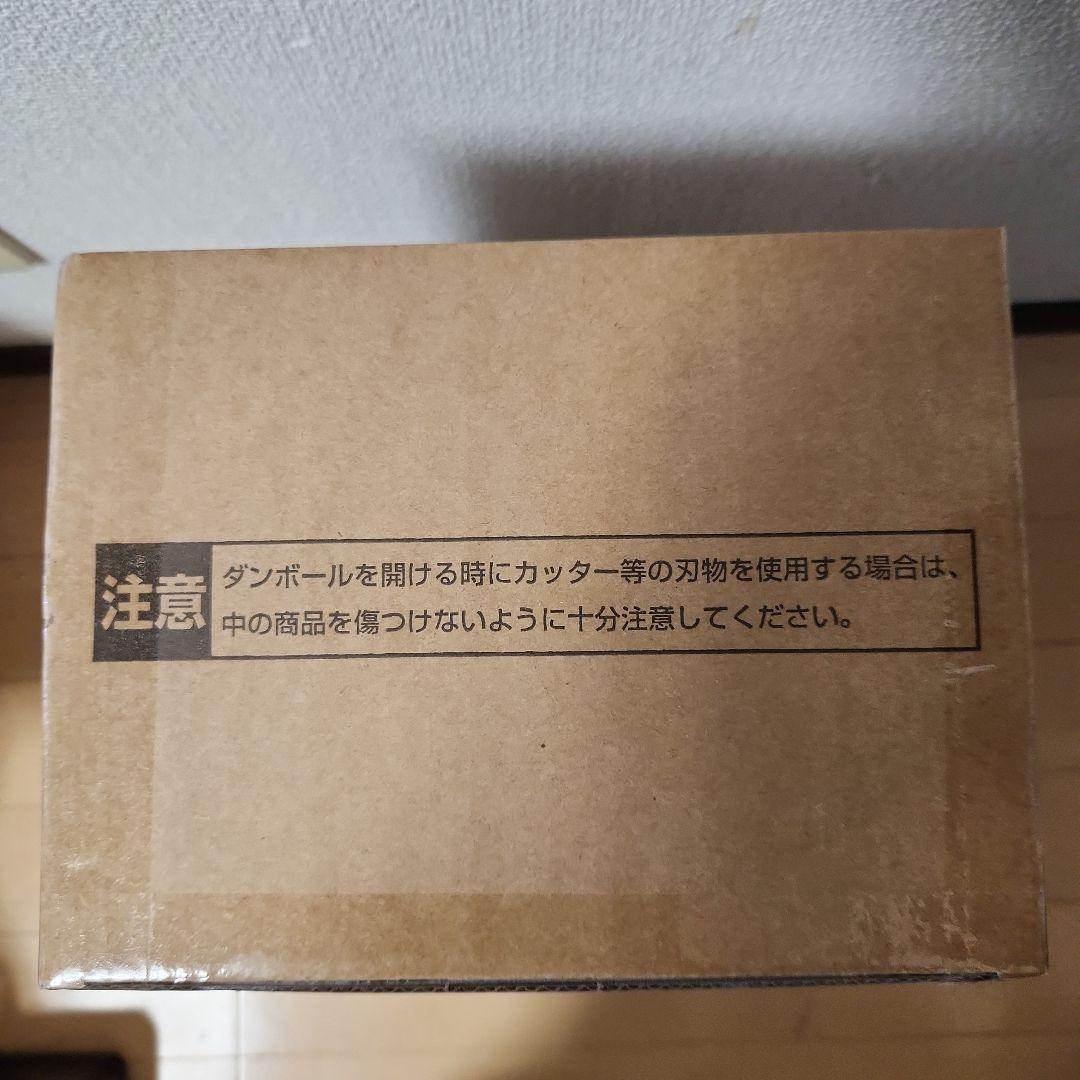 注意
ダンボールを開ける時にカッター等の刃物を使用する場合は、
中の商品を傷つけないように十分注意してください。